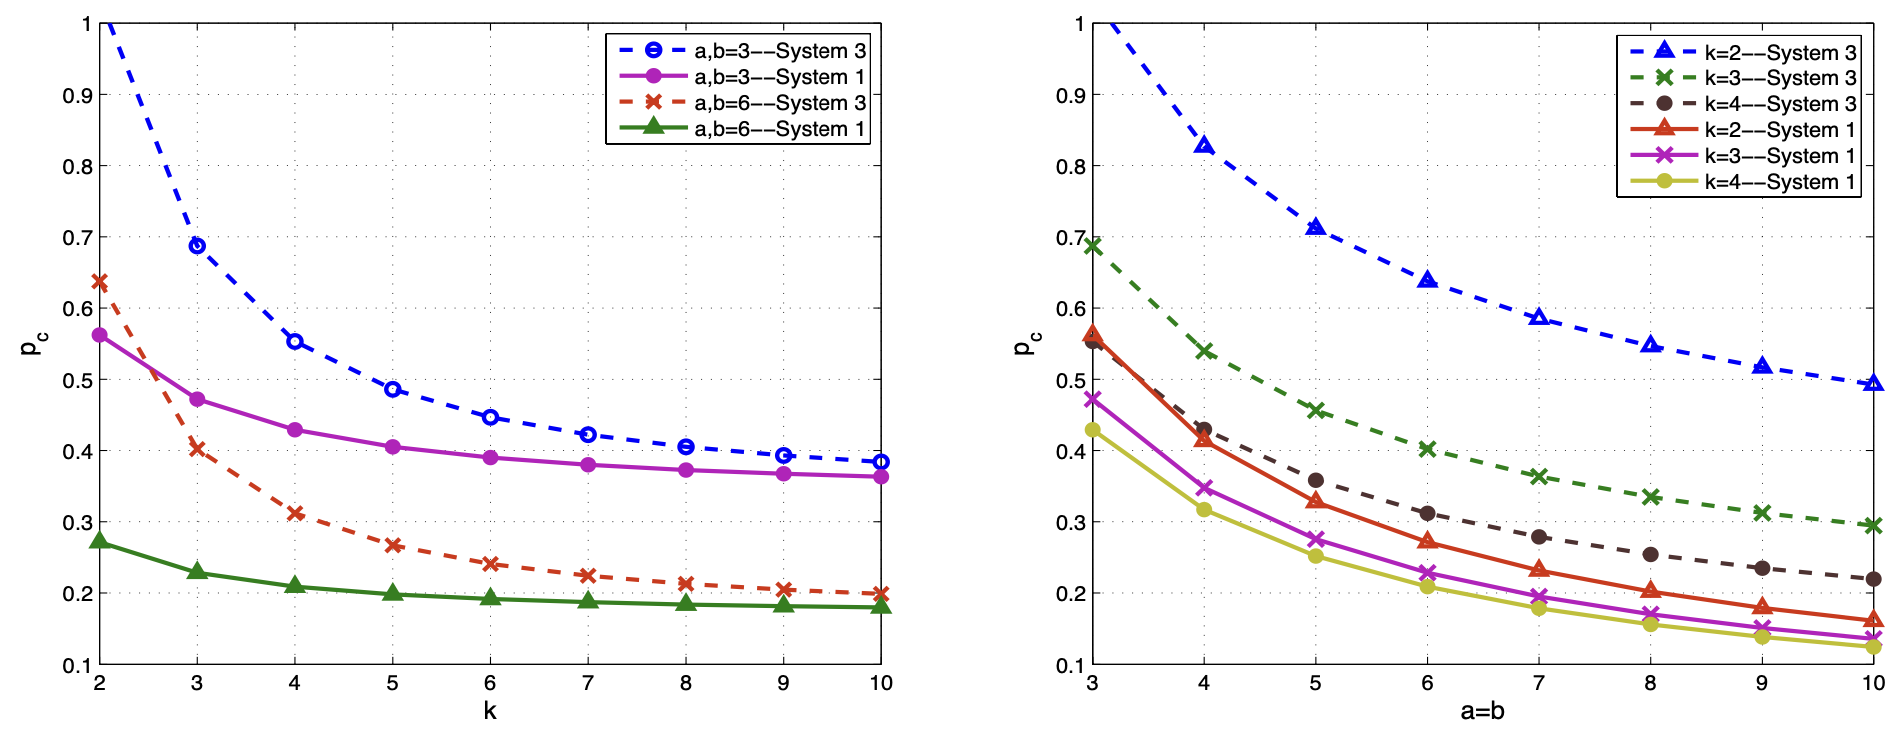 1
0.9
0.8
0.7
0.6
0.5
0.4
0.3
0.2
0.1
2 3 4 5 6 7 8 9 10
k
p_c
a,b=3−−System 3
a,b=3−−System 1
a,b=6−−System 3
a,b=6−−System 1
1
0.9
0.8
0.7
0.6
0.5
0.4
0.3
0.2
0.1
3 4 5 6 7 8 9 10
a=b
p_c
k=2−−System 3
k=3−−System 3
k=4−−System 3
k=2−−System 1
k=3−−System 1
k=4−−System 1